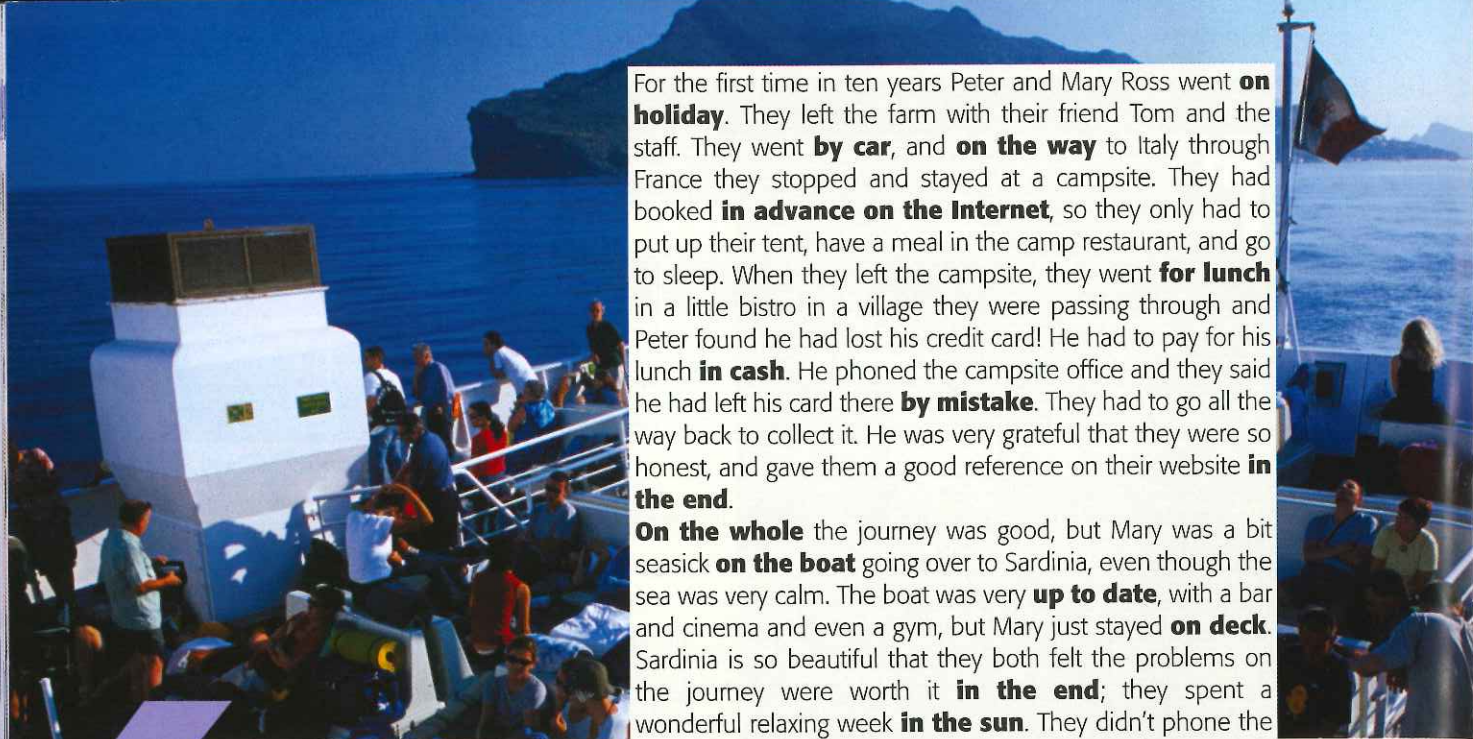 For the first time in ten years Peter and Mary Ross went on
holiday. They left the farm with their friend Tom and the
staff. They went by car, and on the way to Italy through
France they stopped and stayed at a campsite. They had
booked in advance on the Internet, so they only had to
put up their tent, have a meal in the camp restaurant, and go
to sleep. When they left the campsite, they went for lunch
in a little bistro in a village they were passing through and
Peter found he had lost his credit card! He had to pay for his
lunch in cash. He phoned the campsite office and they said
he had left his card there by mistake. They had to go all the
way back to collect it. He was very grateful that they were so
honest, and gave them a good reference on their website in
the end.
On the whole the journey was good, but Mary was a bit
seasick on the boat going over to Sardinia, even though the
sea was very calm. The boat was very up to date, with a bar
and cinema and even a gym, but Mary just stayed on deck.
Sardinia is so beautiful that they both felt the problems on
the journey were worth it in the end; they spent a
wonderful relaxing week in the sun. They didn't phone the